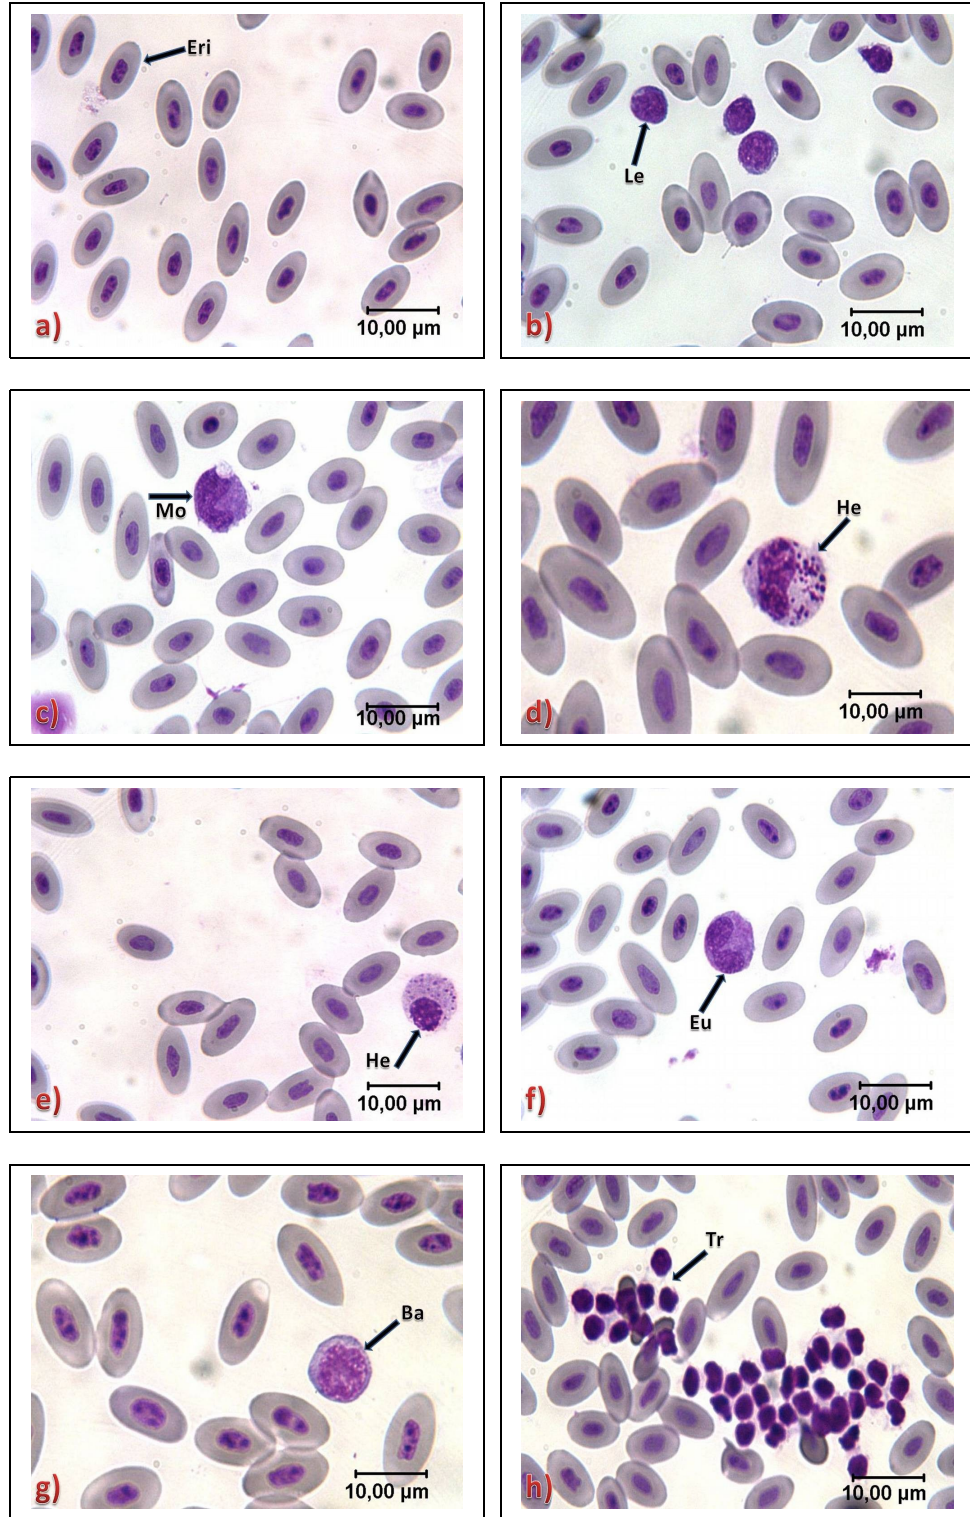 Eri
a)
10,00 µm
Le
b)
10,00 µm
Mo
c)
10,00 µm
He
d)
10,00 µm
He
e)
10,00 µm
Eu
f)
10,00 µm
Ba
g)
10,00 µm
Tr
h)
10,00 µm